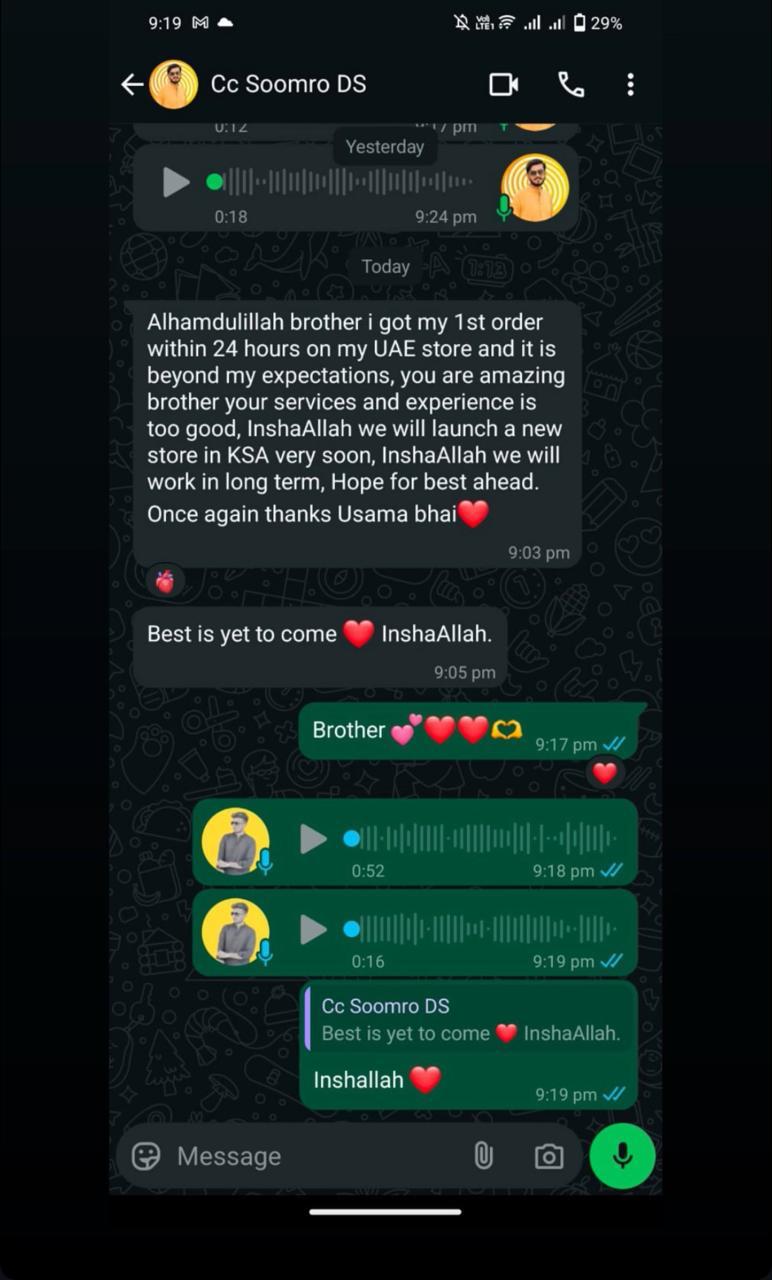 9:19
Vo)
LTE1
29%
Cc Soomro DS
0:12
Yesterday
0:18
9:24 pm
Today
Alhamdulillah brother i got my 1st order
within 24 hours on my UAE store and it is
beyond my expectations, you are amazing
brother your services and experience is
too good, InshaAllah we will launch a new
store in KSA very soon, InshaAllah we will
work in long term, Hope for best ahead.
Once again thanks Usama bhai❤️
9:03 pm
Best is yet to come ❤️ InshaAllah.
9:05 pm
Brother 💕❤️❤️🫶
9:17 pm
0:52
9:18 pm
0:16
9:19 pm
Cc Soomro DS
Best is yet to come ❤️ InshaAllah.
Inshallah ❤️
9:19 pm
Message